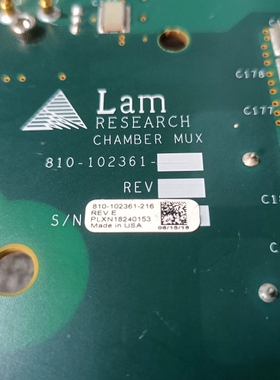 Lam
RESEARCH
CHAMBER MUX
810-102361-
REV
S/N
810-102361-216
REV E
PLXN18240153
Made in USA
06/15/18
C178
C177